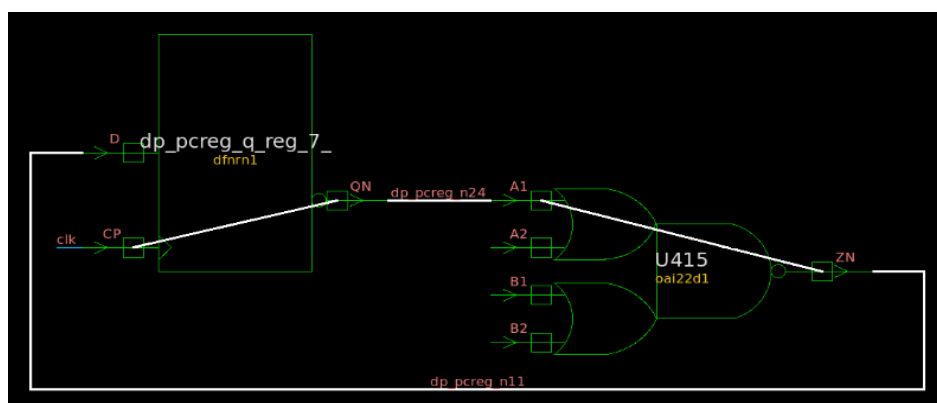 D
dp_pcreg_q_reg_7_
dfnrn1
QN
dp_pcreg_n24
A1
clk
CP
A2
U415
oai22d1
ZN
B1
B2
dp_pcreg_n11